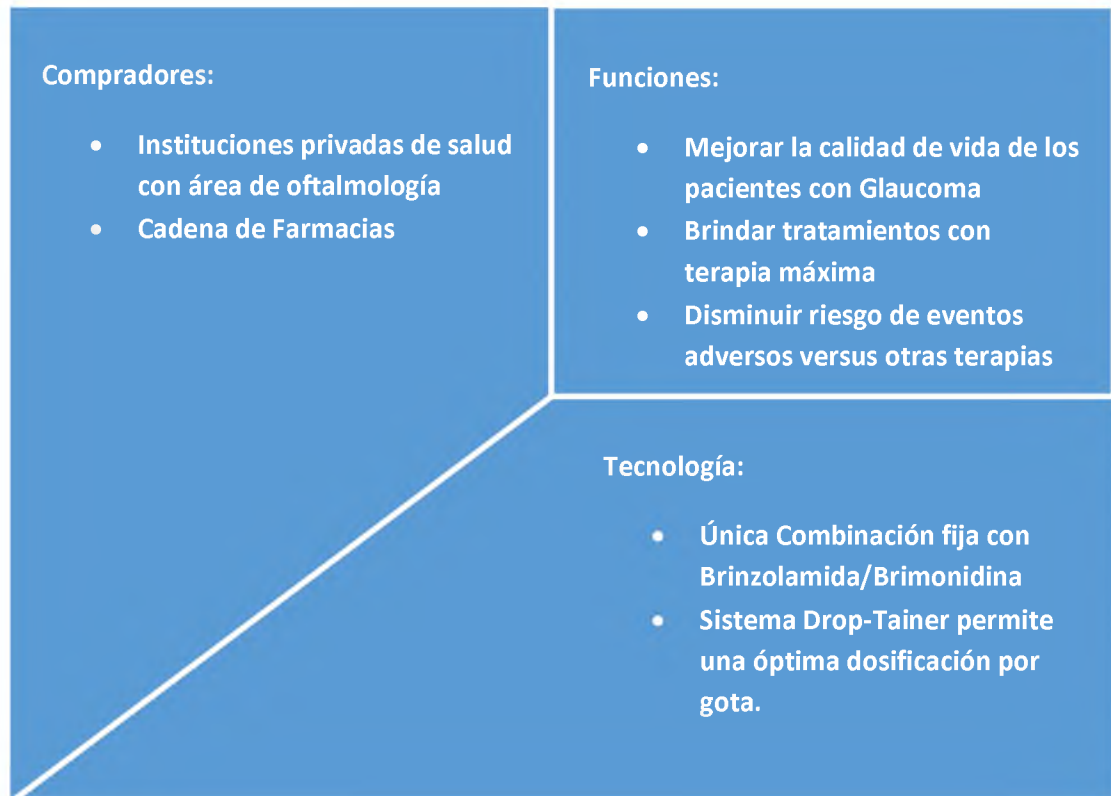 Compradores:
• Instituciones privadas de salud
con área de oftalmología
• Cadena de Farmacias
Funciones:
• Mejorar la calidad de vida de los
pacientes con Glaucoma
• Brindar tratamientos con
terapia máxima
• Disminuir riesgo de eventos
adversos versus otras terapias
Tecnología:
• Única Combinación fija con
Brinzolamida/Brimonidina
• Sistema Drop-Tainer permite
una óptima dosificación por
gota.